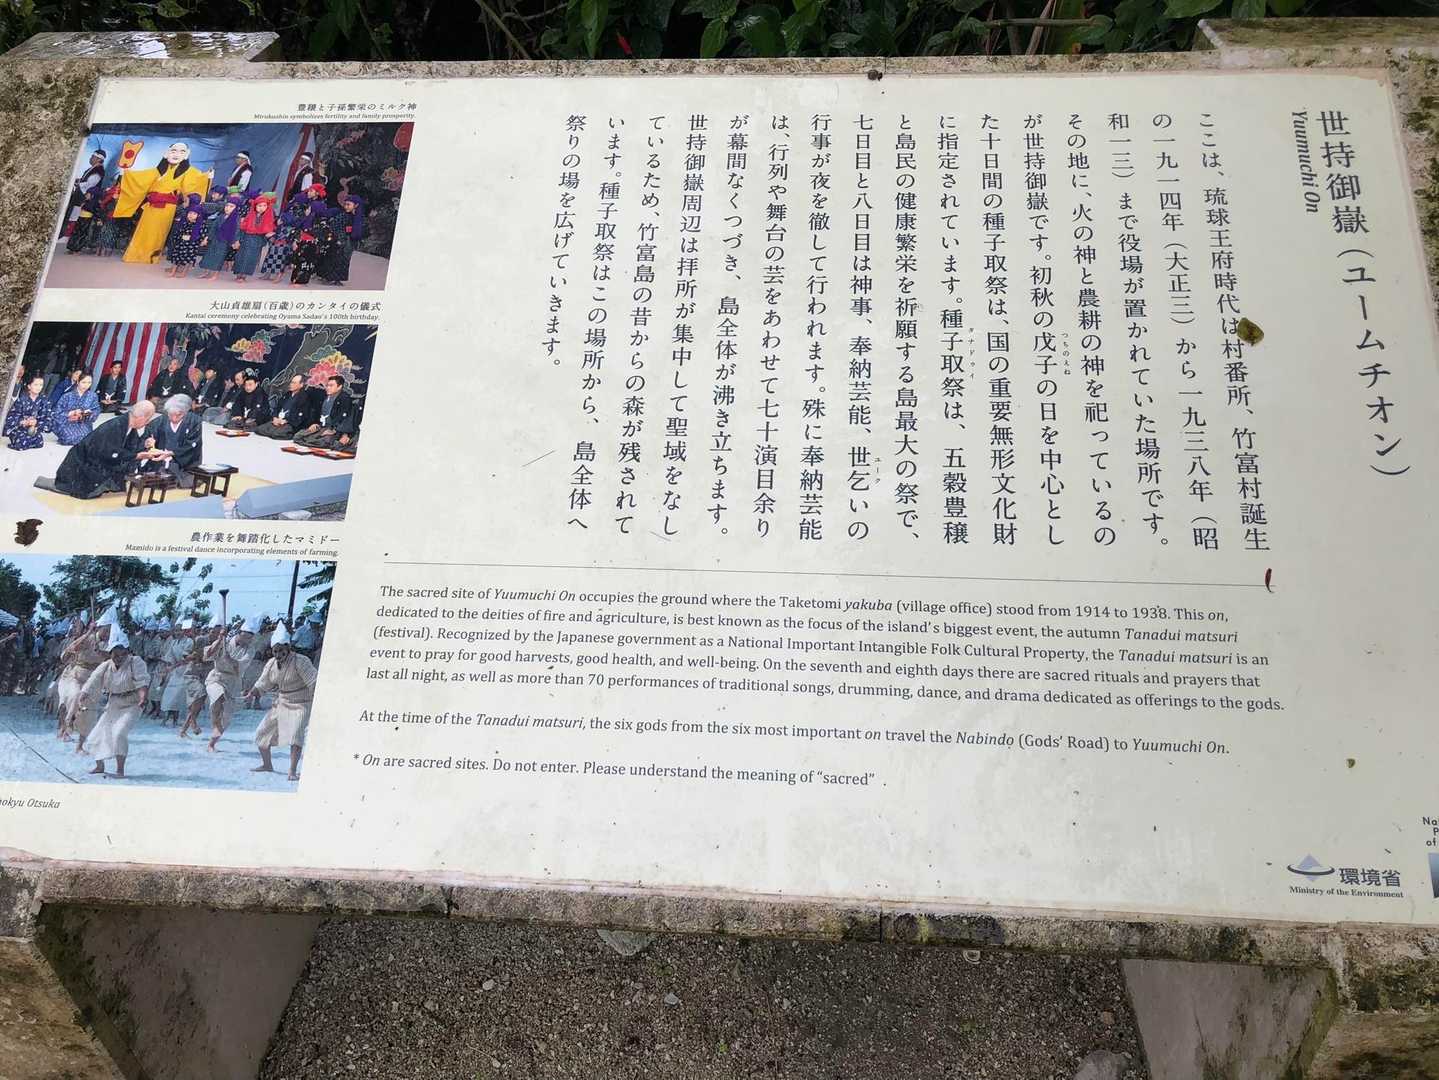 世持御嶽（ユームチオン）
Yuumuchi On
ここは、琉球王府時代は村番所、竹富村誕生
の一九一四年（大正三）から一九三八年（昭
和一三）まで役場が置かれていた場所です。
その地に、火の神と農耕の神を祀っているの
が世持御嶽です。初秋の戊子の日を中心とし
つちのえね
た十日間の種子取祭は、国の重要無形文化財
に指定されています。種子取祭は、五穀豊穣
タナドゥイ
と島民の健康繁栄を祈願する島最大の祭で、
七日目と八日目は神事、奉納芸能、世乞いの
ユークイ
行事が夜を徹して行われます。殊に奉納芸能
は、行列や舞台の芸をあわせて七十演目余り
が幕間なくつづき、島全体が沸き立ちます。
世持御嶽周辺は拝所が集中して聖域をなし
ているため、竹富島の昔からの森が残されて
います。種子取祭はこの場所から、島全体へ
祭りの場を広げていきます。
豊穣と子孫繁栄のミルク神
Mirukushin symbolizes fertility and family prosperity.
大山貞雄扇（百歳）のカンタイの儀式
Kantai ceremony celebrating Oyama Sadao's 100th birthday.
農作業を舞踏化したマミドー
Mamido is a festival dance incorporating elements of farming.
Otsuka
The sacred site of Yuumuchi On occupies the ground where the Taketomi yakuba (village office) stood from 1914 to 1938. This on,
dedicated to the deities of fire and agriculture, is best known as the focus of the island's biggest event, the autumn Tanadui matsuri
(festival). Recognized by the Japanese government as a National Important Intangible Folk Cultural Property, the Tanadui matsuri is an
event to pray for good harvests, good health, and well-being. On the seventh and eighth days there are sacred rituals and prayers that
last all night, as well as more than 70 performances of traditional songs, drumming, dance, and drama dedicated as offerings to the gods.
At the time of the Tanadui matsuri, the six gods from the six most important on travel the Nabindo (Gods' Road) to Yuumuchi On.
* On are sacred sites. Do not enter. Please understand the meaning of “sacred” .
環境省
Ministry of the Environment
Na
P
of